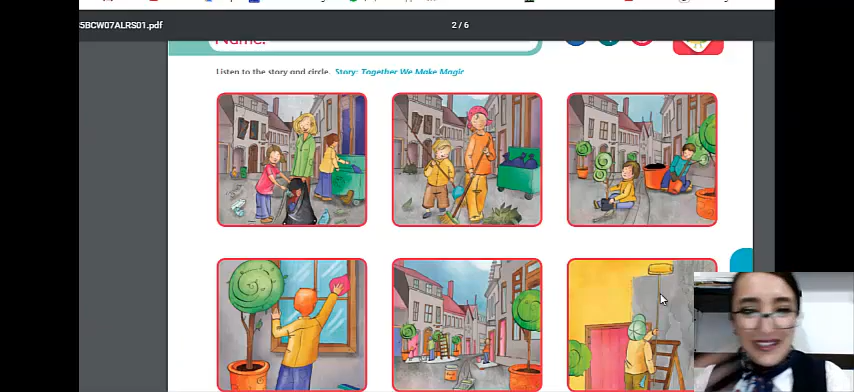 5BCW07ALRS01.pdf
2 / 6
Name:
Listen to the story and circle. Story: Together We Make Magic